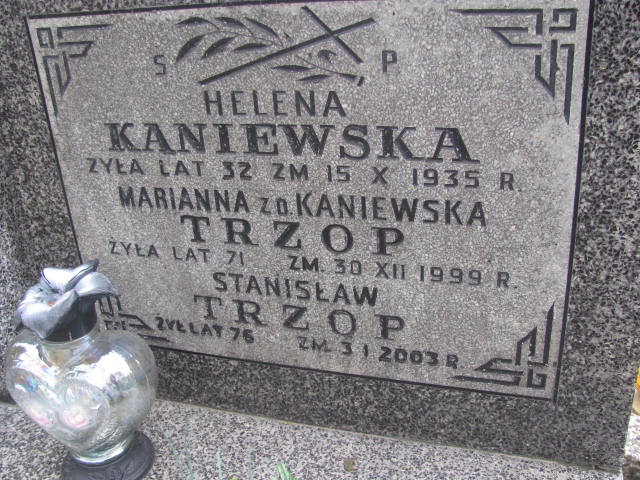 S P
HELENA
KANIEWSKA
ŻYŁA LAT 32 ZM 15 X 1935 R.
MARIANNA Z D. KANIEWSKA
TRZOP
ŻYŁA LAT 71 ZM. 30 XII 1999 R.
STANISŁAW
TRZOP
ŻYŁ LAT 76 ZM. 3 I 2003 R